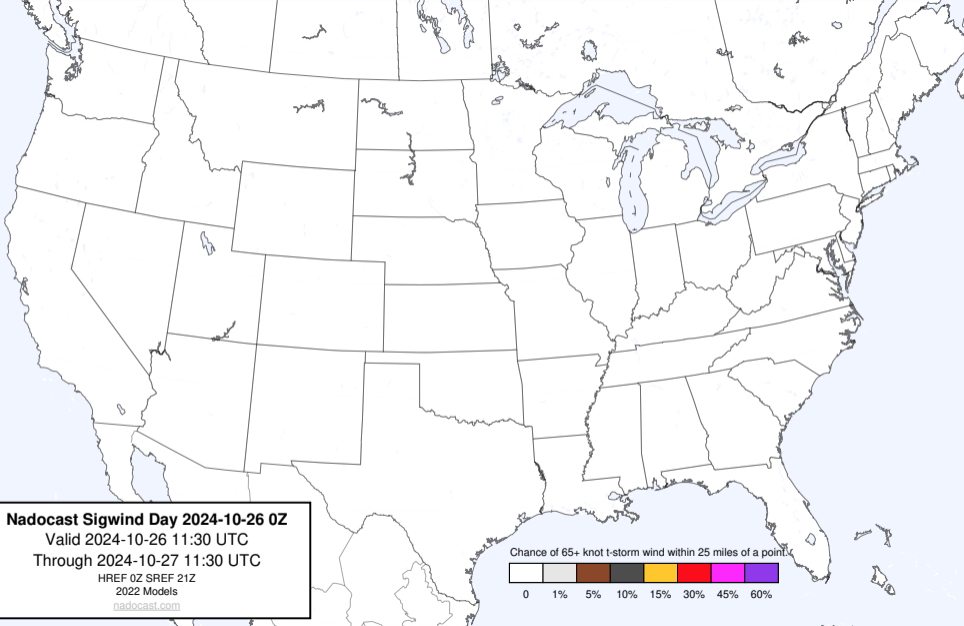 Nadocast Sigwind Day 2024-10-26 0Z
Valid 2024-10-26 11:30 UTC
Through 2024-10-27 11:30 UTC
HREF 0Z SREF 21Z
2022 Models
nadocast.com
Chance of 65+ knot t-storm wind within 25 miles of a point.
0 1% 5% 10% 15% 30% 45% 60%